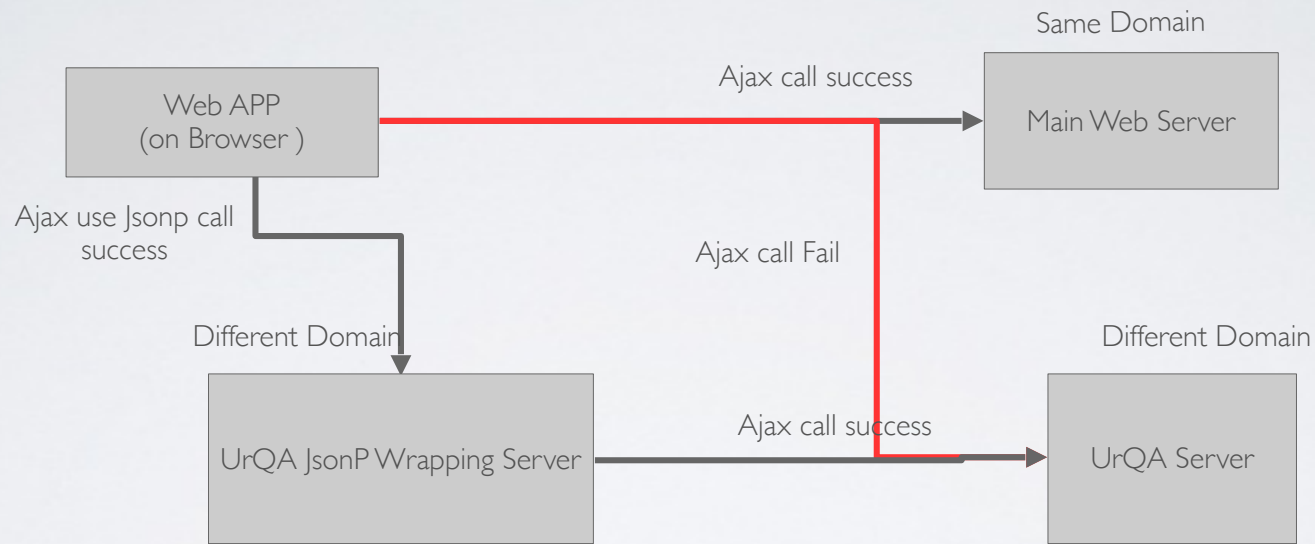 Same Domain
Ajax call success
Web APP
(on Browser )
Main Web Server
Ajax use Jsonp call
success
Ajax call Fail
Different Domain
Different Domain
Ajax call success
UrQA JsonP Wrapping Server
UrQA Server